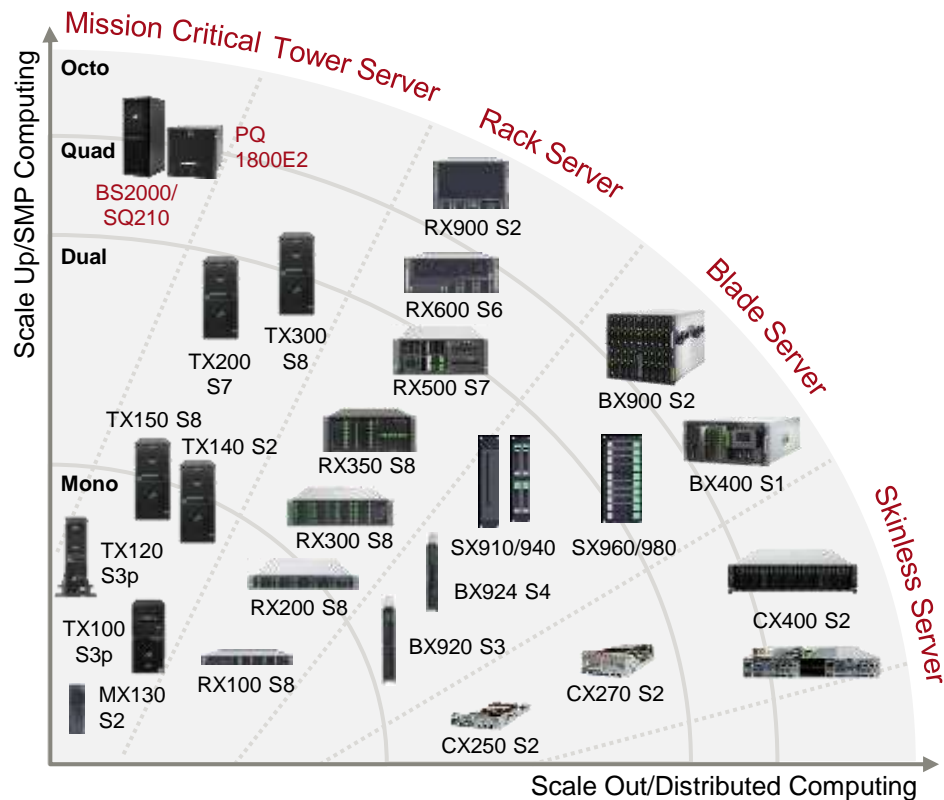 Mission Critical Tower Server
Rack Server
Blade Server
Skinless Server
Scale Up/SMP Computing
Octo
Quad
Dual
Mono
PQ
1800E2
BS2000/
SQ210
RX900 S2
RX600 S6
TX200
S7
TX300
S8
RX500 S7
BX900 S2
TX150 S8
TX140 S2
RX350 S8
BX400 S1
RX300 S8
SX910/940
SX960/980
TX120
S3p
RX200 S8
BX924 S4
TX100
S3p
CX400 S2
BX920 S3
RX100 S8
MX130
S2
CX270 S2
CX250 S2
Scale Out/Distributed Computing